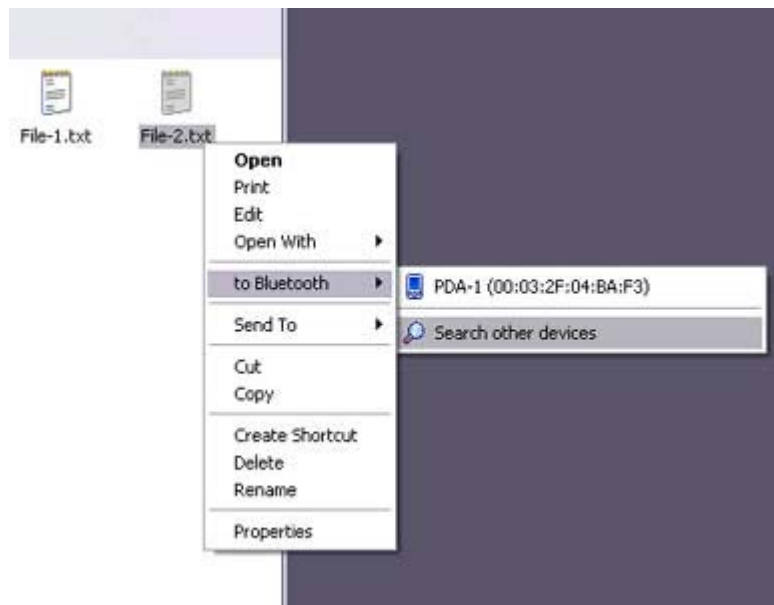 File-1.txt
File-2.txt
Open
Print
Edit
Open With
to Bluetooth
PDA-1 (00:03:2F:04:BA:F3)
Send To
Search other devices
Cut
Copy
Create Shortcut
Delete
Rename
Properties